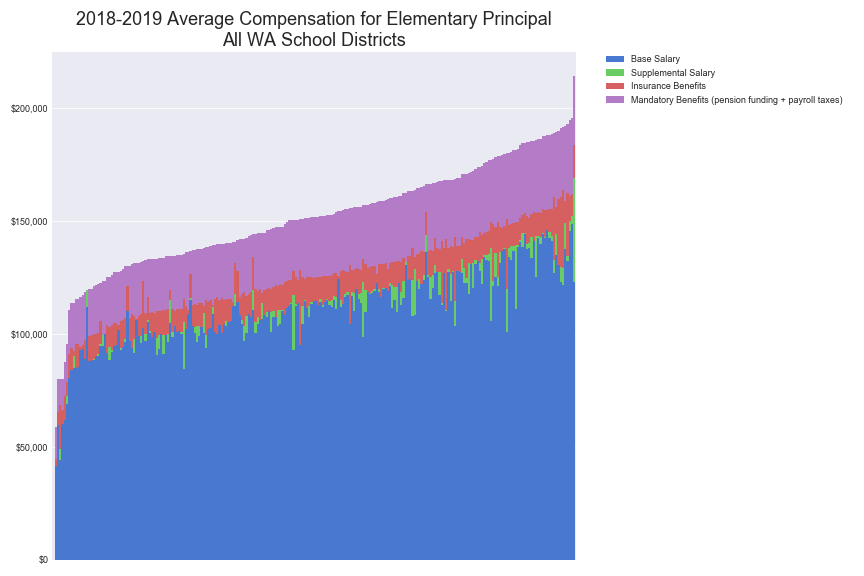 2018-2019 Average Compensation for Elementary Principal
All WA School Districts
Base Salary
Supplemental Salary
Insurance Benefits
Mandatory Benefits (pension funding + payroll taxes)
$200,000
$150,000
$100,000
$50,000
$0